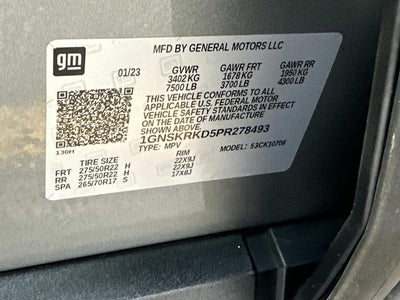 gm
MFD BY GENERAL MOTORS LLC
01/23 GVWR GAWR FRT GAWR RR
3402 KG 1678 KG 1950 KG
7500 LB 3700 LB 4300 LB
THIS VEHICLE CONFORMS TO ALL
APPLICABLE U.S. FEDERAL MOTOR
VEHICLE SAFETY STANDARDS IN EFFECT
ON THE DATE OF MANUFACTURE
SHOWN ABOVE.
1GNSKRKD5PR278493
130H
TYPE: MPV MODEL: 53CK10706
TIRE SIZE RIM
FRT 275/50R22 H 22X9J
RR 275/50R22 H 22X9J
SPA 265/70R17 S 17X8J